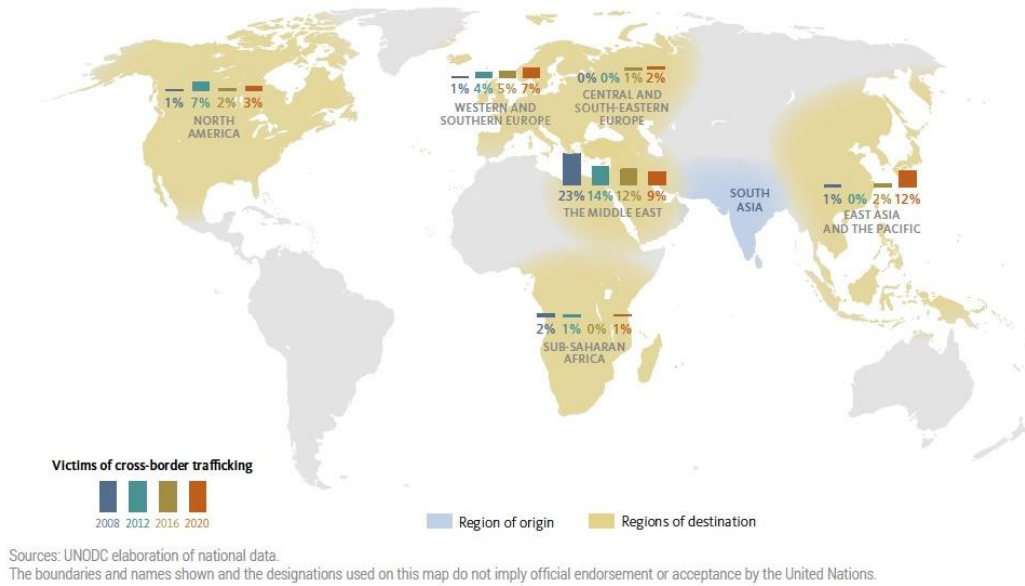 1% 7% 2% 3%
NORTH
AMERICA
1% 4% 5% 7%
WESTERN AND
SOUTHERN EUROPE
0% 0% 1% 2%
CENTRAL AND
SOUTH-EASTERN
EUROPE
23% 14% 12% 9%
THE MIDDLE EAST
SOUTH
ASIA
1% 0% 2% 12%
EAST ASIA
AND THE PACIFIC
2% 1% 0% 1%
SUB-SAHARAN
AFRICA
Victims of cross-border trafficking
2008 2012 2016 2020
Region of origin
Regions of destination
Sources: UNODC elaboration of national data.
The boundaries and names shown and the designations used on this map do not imply official endorsement or acceptance by the United Nations.